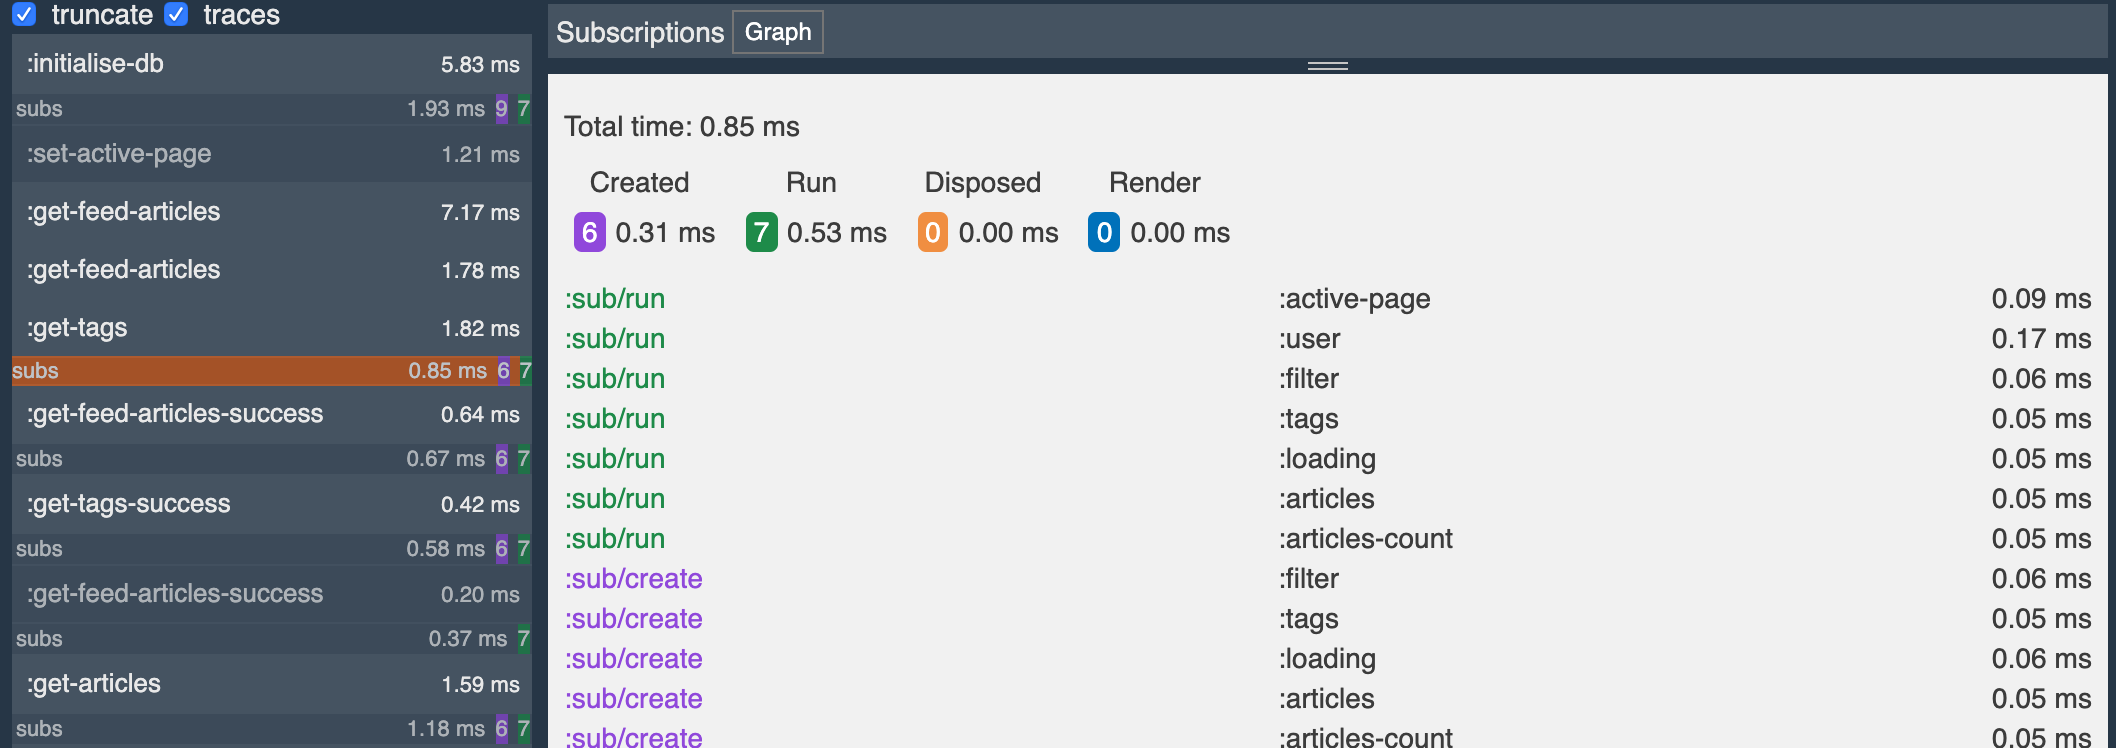 truncate traces
:initialise-db 5.83 ms
subs 1.93 ms 9 7
:set-active-page 1.21 ms
:get-feed-articles 7.17 ms
:get-feed-articles 1.78 ms
:get-tags 1.82 ms
subs 0.85 ms 6 7
:get-feed-articles-success 0.64 ms
subs 0.67 ms 6 7
:get-tags-success 0.42 ms
subs 0.58 ms 6 7
:get-feed-articles-success 0.20 ms
subs 0.37 ms 7
:get-articles 1.59 ms
subs 1.18 ms 6 7
Subscriptions Graph
Total time: 0.85 ms
Created Run Disposed Render
6 0.31 ms 7 0.53 ms 0 0.00 ms 0 0.00 ms
:sub/run :active-page 0.09 ms
:sub/run :user 0.17 ms
:sub/run :filter 0.06 ms
:sub/run :tags 0.05 ms
:sub/run :loading 0.05 ms
:sub/run :articles 0.05 ms
:sub/run :articles-count 0.05 ms
:sub/create :filter 0.06 ms
:sub/create :tags 0.05 ms
:sub/create :loading 0.06 ms
:sub/create :articles 0.05 ms
:sub/create :articles-count 0.05 ms